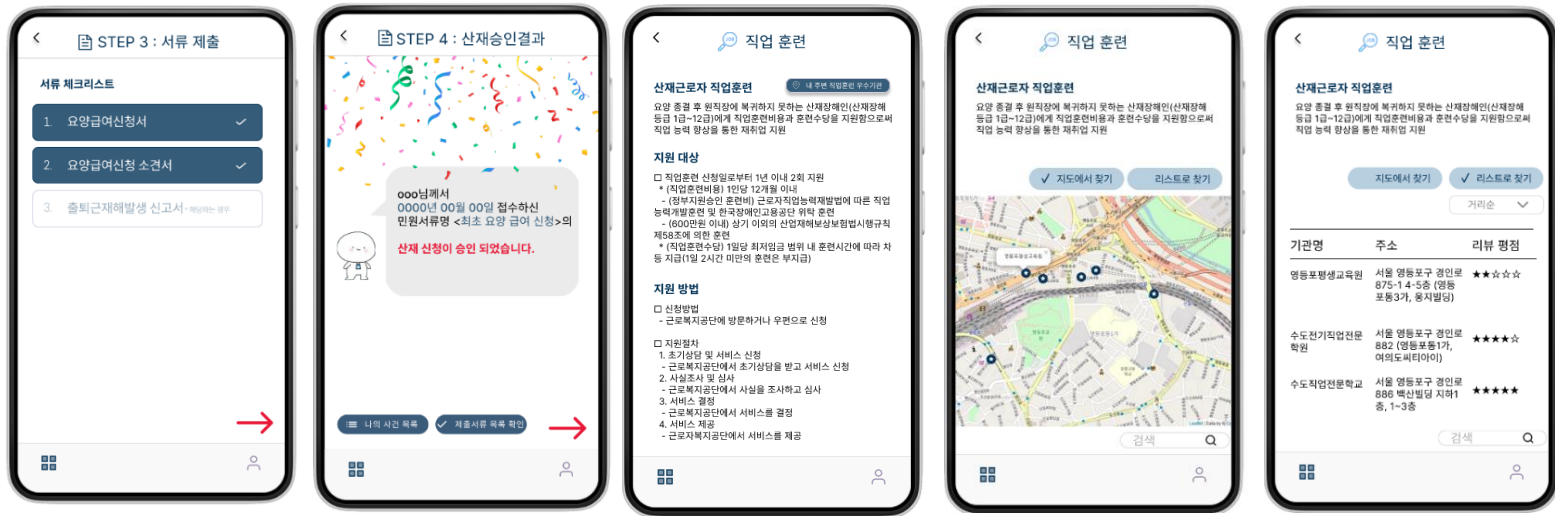 STEP 3 : 서류 제출
서류 체크리스트
1. 요양급여신청서
2. 요양급여신청 소견서
3. 출퇴근재해발생 신고서 - 해당하는 경우
STEP 4 : 산재승인결과
ooo님께서
0000년 00월 00일 접수하신
민원서류명 <최초 요양 급여 신청>의
산재 신청이 승인 되었습니다.
나의 사건 목록
제출서류 목록 확인
JOB
직업 훈련
산재근로자 직업훈련
내 주변 직업훈련 우수기관
요양 종결 후 원직장에 복귀하지 못하는 산재장해인(산재장해
등급 1급~12급)에게 직업훈련비용과 훈련수당을 지원함으로써
직업 능력 향상을 통한 재취업 지원
지원 대상
□ 직업훈련 신청일로부터 1년 이내 2회 지원
* (직업훈련비용) 1인당 12개월 이내
- (정부지원승인 훈련비) 근로자직업능력재발법에 따른 직업
능력개발훈련 및 한국장애인고용공단 위탁 훈련
- (600만원 이내) 상기 이외의 산업재해보상보험법시행규칙
제58조에 의한 훈련
* (직업훈련수당) 1일당 최저임금 범위 내 훈련시간에 따라 차
등 지급(1일 2시간 미만의 훈련은 부지급)
지원 방법
□ 신청방법
- 근로복지공단에 방문하거나 우편으로 신청
□ 지원절차
1. 초기상담 및 서비스 신청
- 근로복지공단에서 초기상담을 받고 서비스 신청
2. 사실조사 및 심사
- 근로복지공단에서 사실을 조사하고 심사
3. 서비스 결정
- 근로복지공단에서 서비스를 결정
4. 서비스 제공
- 근로자복지공단에서 서비스를 제공
JOB
직업 훈련
산재근로자 직업훈련
요양 종결 후 원직장에 복귀하지 못하는 산재장해인(산재장해
등급 1급~12급)에게 직업훈련비용과 훈련수당을 지원함으로써
직업 능력 향상을 통한 재취업 지원
지도에서 찾기
리스트로 찾기
영등포평생교육원
검색
JOB
직업 훈련
산재근로자 직업훈련
요양 종결 후 원직장에 복귀하지 못하는 산재장해인(산재장해
등급 1급~12급)에게 직업훈련비용과 훈련수당을 지원함으로써
직업 능력 향상을 통한 재취업 지원
지도에서 찾기
리스트로 찾기
거리순
기관명 주소 리뷰 평점
영등포평생교육원 서울 영등포구 경인로 ★★☆☆☆
875-1 4-5층 (영등
포동3가, 웅지빌딩)
수도전기직업전문 서울 영등포구 경인로 ★★★★☆
학원 882 (영등포동1가,
여의도씨티아이)
수도직업전문학교 서울 영등포구 경인로 ★★★★★
886 백산빌딩 지하1
층, 1~3층
검색